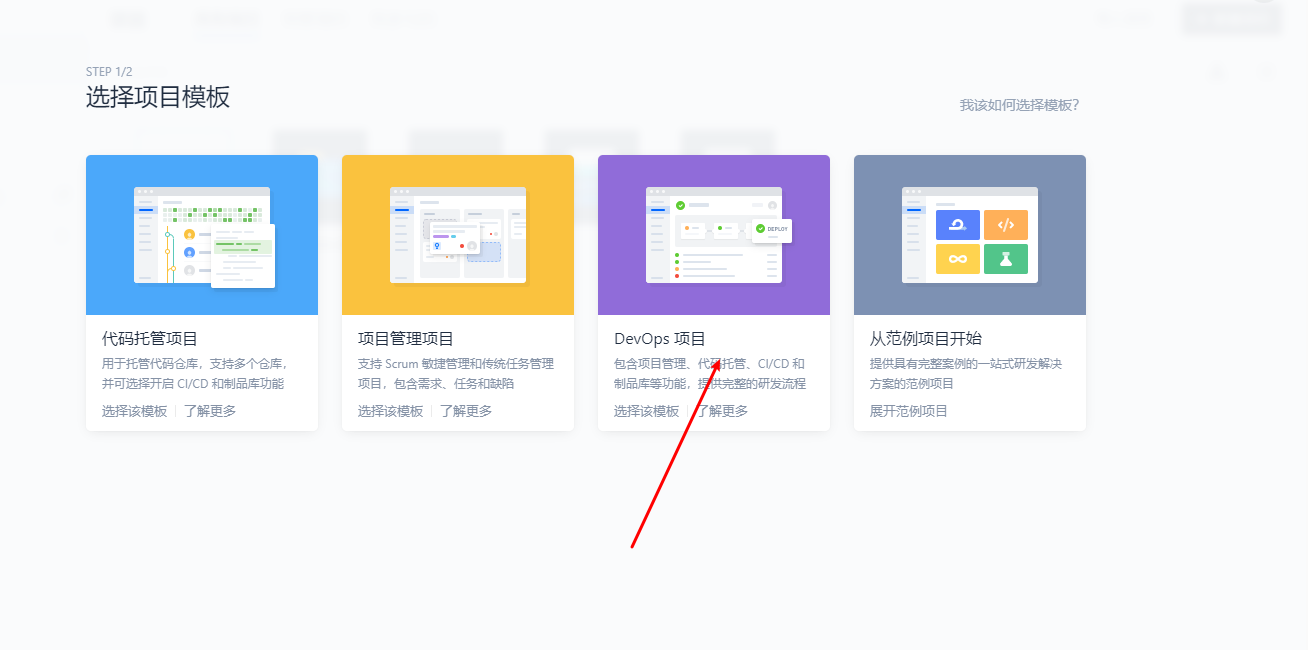 STEP 1/2
选择项目模板
我该如何选择模板？
DEPLOY
代码托管项目
用于托管代码仓库，支持多个仓库，
并可选择开启 CI/CD 和制品库功能
选择该模板 | 了解更多
项目管理项目
支持 Scrum 敏捷管理和传统任务管理
项目，包含需求、任务和缺陷
选择该模板 | 了解更多
DevOps 项目
包含项目管理、代码托管、CI/CD 和
制品库等功能，提供完整的研发流程
选择该模板 | 了解更多
从范例项目开始
提供具有完整案例的一站式研发解决
方案的范例项目
展开范例项目